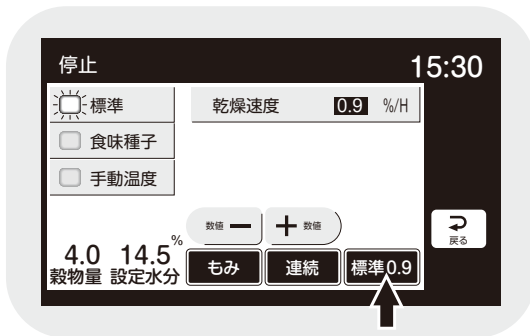 停止 15:30
標準 乾燥速度 0.9 %/H
食味種子
手動温度
数値 － ＋ 数値
戻る
4.0 14.5%
穀物量 設定水分
もみ 連続 標準0.9